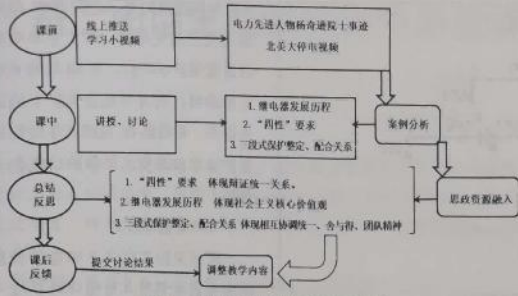 课前
线上推送
学习小视频
电力先进人物杨奇逊院士事迹
北美大停电视频
课中
讲授、讨论
1.继电器发展历程
2.“四性”要求
3.三段式保护整定、配合关系
案例分析
总结
反思
1.“四性”要求 体现辩证统一关系、
2.继电器发展历程 体现社会主义核心价值观
3.三段式保护整定、配合关系 体现相互协调统一、舍与得、团队精神
思政资源融入
课后
反馈
提交讨论结果
调整教学内容